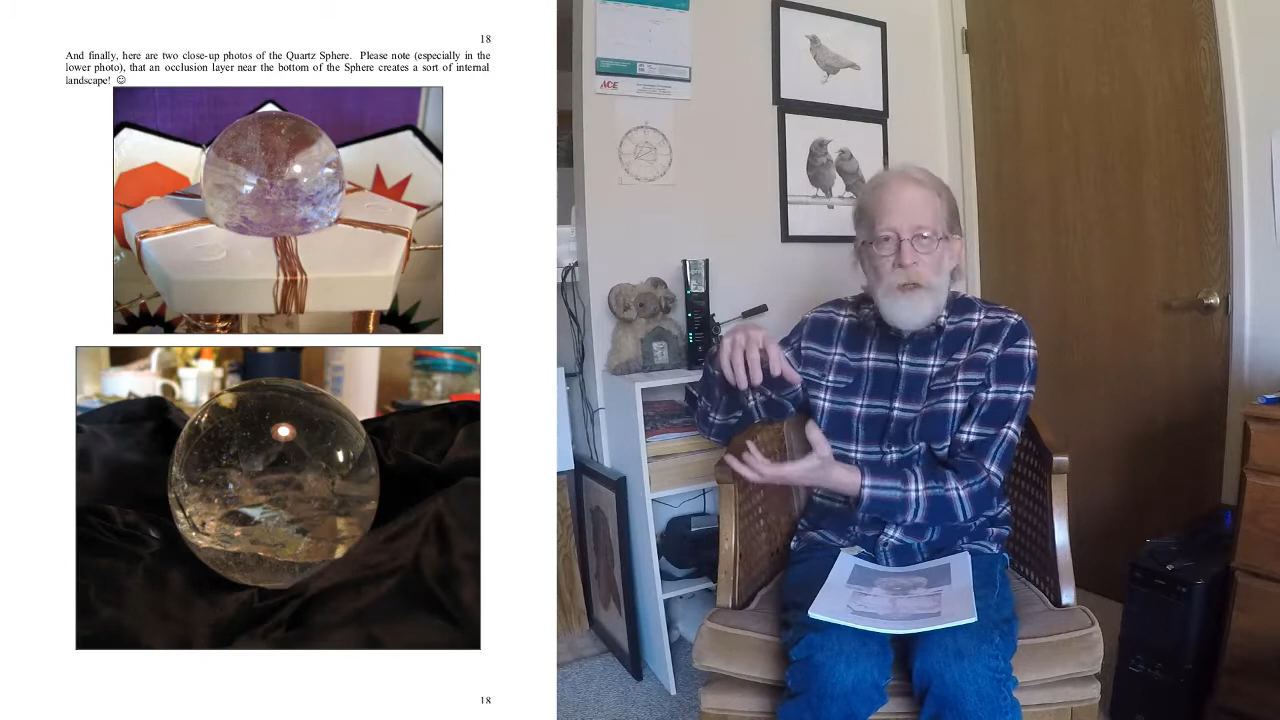 18
And finally, here are two close-up photos of the Quartz Sphere. Please note (especially in the
lower photo), that an occlusion layer near the bottom of the Sphere creates a sort of internal
landscape! ☺
ACE
18